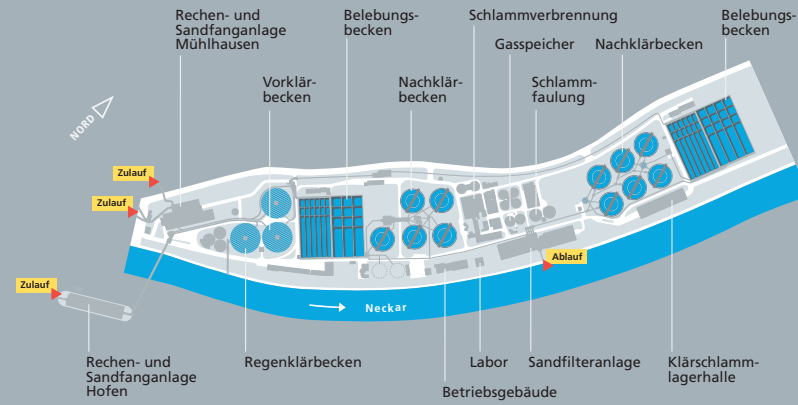 Rechen- und
Sandfanganlage
Mühlhausen
Belebungs-
becken
Schlammverbrennung
Belebungs-
becken
Gasspeicher
Nachklärbecken
Vorklär-
becken
Nachklär-
becken
Schlamm-
faulung
NORD
Zulauf
Zulauf
Zulauf
Ablauf
Neckar
Rechen- und
Sandfanganlage
Hofen
Regenklärbecken
Labor
Sandfilteranlage
Klärschlamm-
lagerhalle
Betriebsgebäude